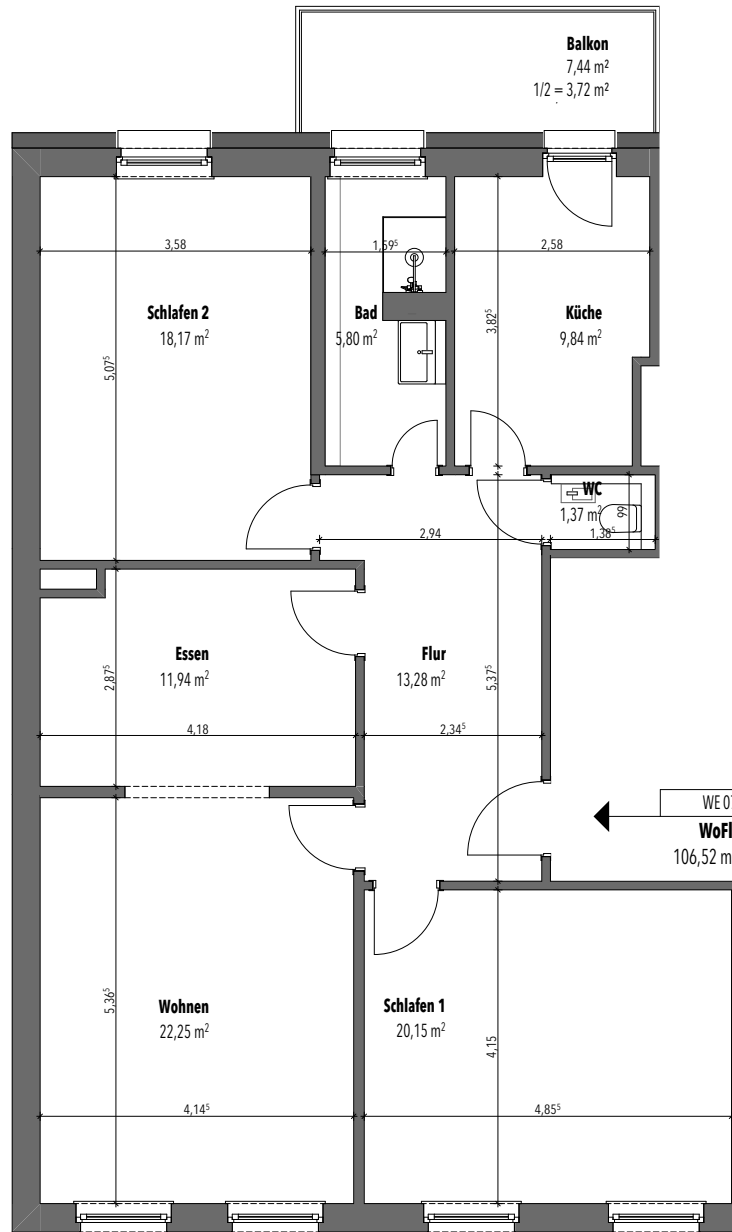 Balkon
7,44 m²
1/2 = 3,72 m²
3,58
1,59⁵
2,58
Schlafen 2
18,17 m²
Bad
5,80 m²
Küche
9,84 m²
3,82⁵
5,07⁵
WC
1,37 m²
99
1,38⁵
2,94
Essen
11,94 m²
Flur
13,28 m²
2,87⁵
5,37⁵
4,18
2,34⁵
WE 0
WoFl
106,52 m
Wohnen
22,25 m²
Schlafen 1
20,15 m²
5,36⁵
4,15
4,14⁵
4,85⁵